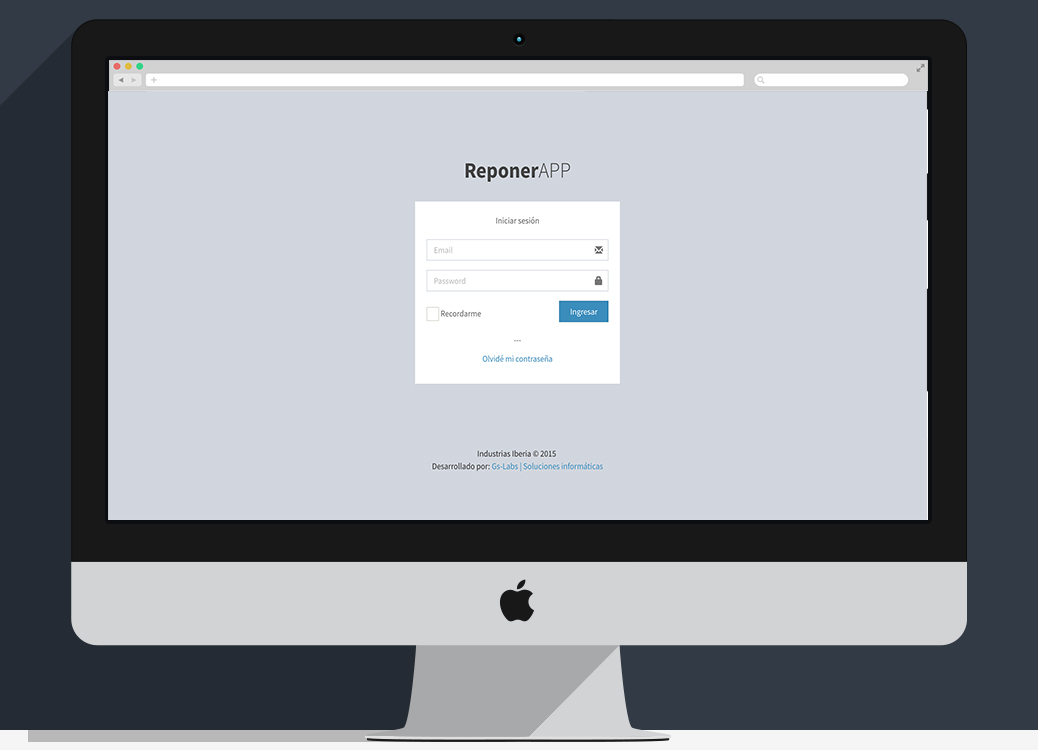 ReponerAPP
Iniciar sesión
Email
Password
Recordarme
Ingresar
---
Olvidé mi contraseña
Industrias Iberia © 2015
Desarrollado por: Gs-Labs | Soluciones informáticas